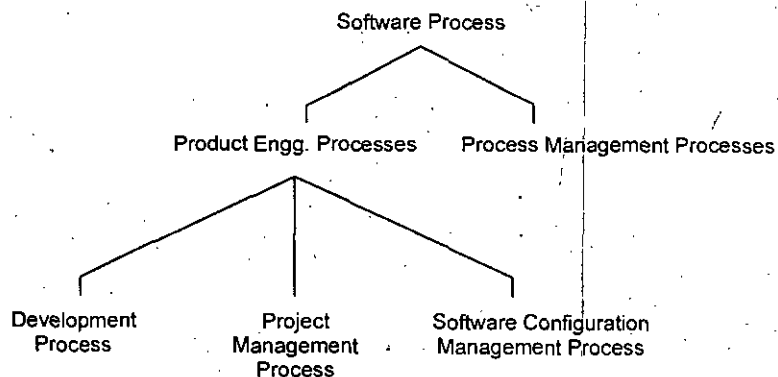 Software Process
Product Engg. Processes
Process Management Processes
Development
Process
Project
Management
Process
Software Configuration
Management Process